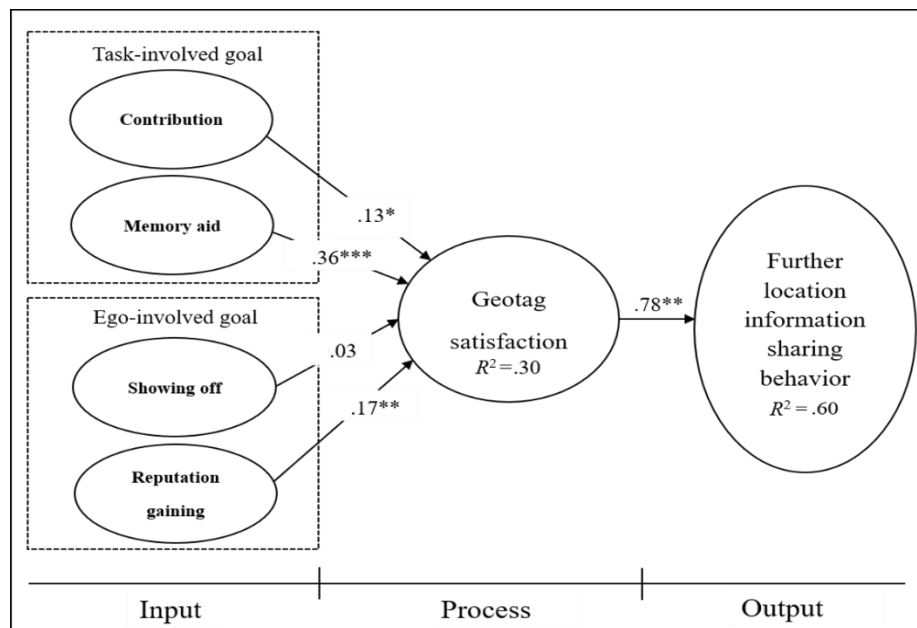 Task-involved goal
Contribution
Memory aid
.13*
.36***
Ego-involved goal
Showing off
Reputation
gaining
.03
.17**
Geotag
satisfaction
R² =.30
.78**
Further
location
information
sharing
behavior
R² = .60
Input
Process
Output